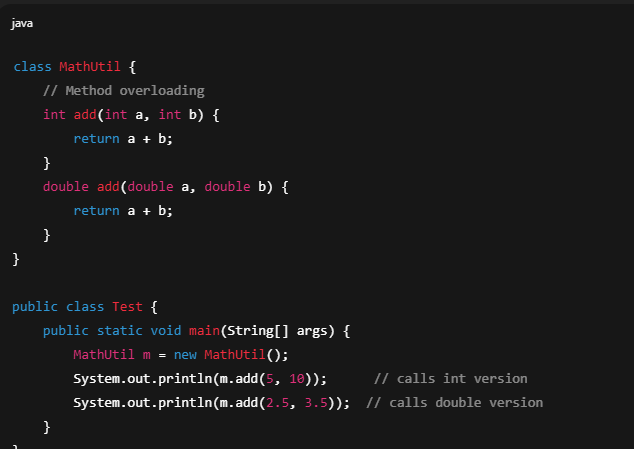 java
class MathUtil {
    // Method overloading
    int add(int a, int b) {
        return a + b;
    }
    double add(double a, double b) {
        return a + b;
    }
}

public class Test {
    public static void main(String[] args) {
        MathUtil m = new MathUtil();
        System.out.println(m.add(5, 10));      // calls int version
        System.out.println(m.add(2.5, 3.5));  // calls double version
    }
}